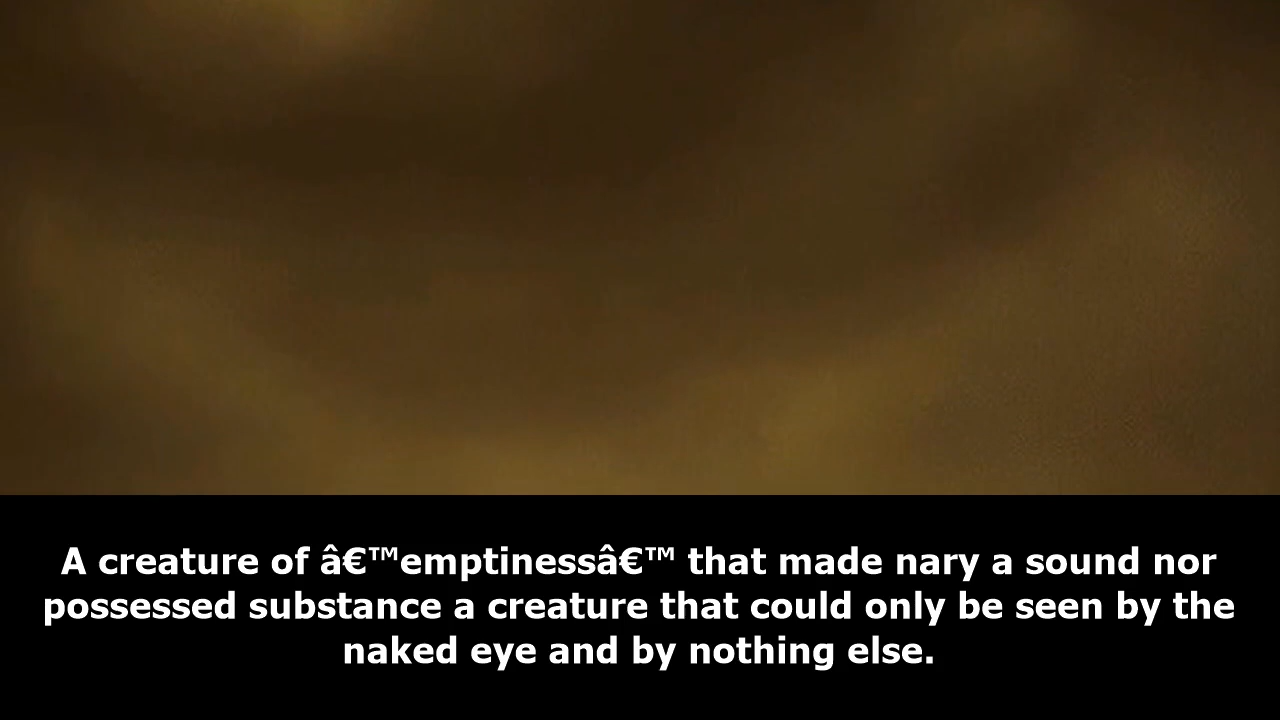 A creature of â€™emptinessâ€™ that made nary a sound nor
possessed substance a creature that could only be seen by the
naked eye and by nothing else.